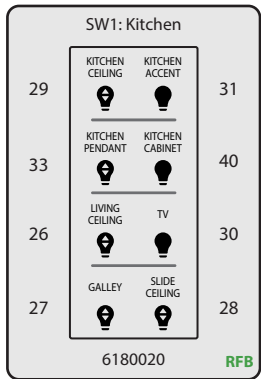 SW1: Kitchen
KITCHEN CEILING
KITCHEN ACCENT
29
31
KITCHEN PENDANT
KITCHEN CABINET
33
40
LIVING CEILING
TV
26
30
GALLEY
SLIDE CEILING
27
28
6180020
RFB